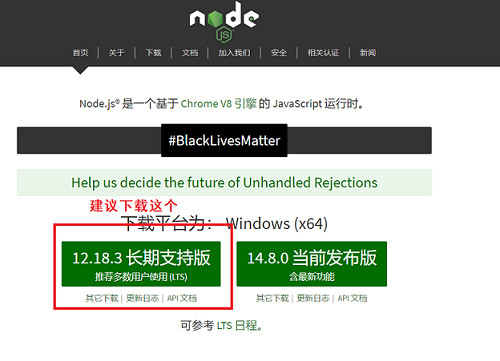 node
JS
首页 | 关于 | 下载 | 文档 | 加入我们 | 安全 | 相关认证 | 新闻
Node.js® 是一个基于 Chrome V8 引擎 的 JavaScript 运行时。
#BlackLivesMatter
Help us decide the future of Unhandled Rejections
建议下载这个
下载平台为： Windows (x64)
12.18.3 长期支持版
推荐多数用户使用 (LTS)
其它下载 | 更新日志 | API 文档
14.8.0 当前发布版
含最新功能
其它下载 | 更新日志 | API 文档
可参考 LTS 日程。